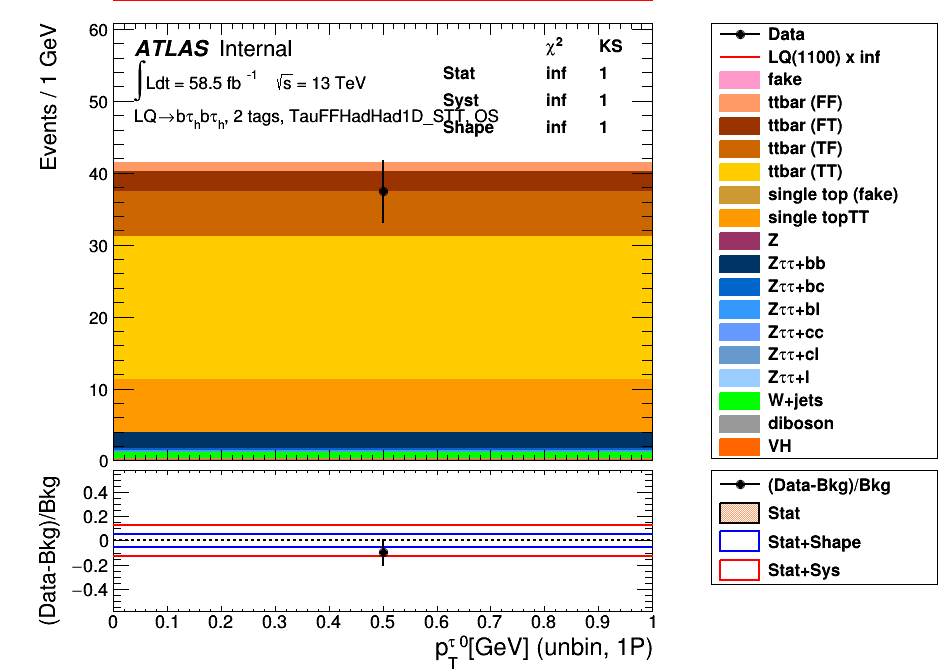 Events / 1 GeV
60
50
40
30
20
10
0
ATLAS Internal
∫Ldt = 58.5 fb⁻¹ √s = 13 TeV
LQ→bτₕbτₕ, 2 tags, TauFFHadHad1D_STT, OS
χ² KS
Stat inf 1
Syst inf 1
Shape inf 1
Data
LQ(1100) x inf
fake
ttbar (FF)
ttbar (FT)
ttbar (TF)
ttbar (TT)
single top (fake)
single topTT
Z
Zττ+bb
Zττ+bc
Zττ+bl
Zττ+cc
Zττ+cl
Zττ+l
W+jets
diboson
VH
(Data-Bkg)/Bkg
0.4
0.2
0
−0.2
−0.4
0 0.1 0.2 0.3 0.4 0.5 0.6 0.7 0.8 0.9 1
p_T^τ 0[GeV] (unbin, 1P)
(Data-Bkg)/Bkg
Stat
Stat+Shape
Stat+Sys